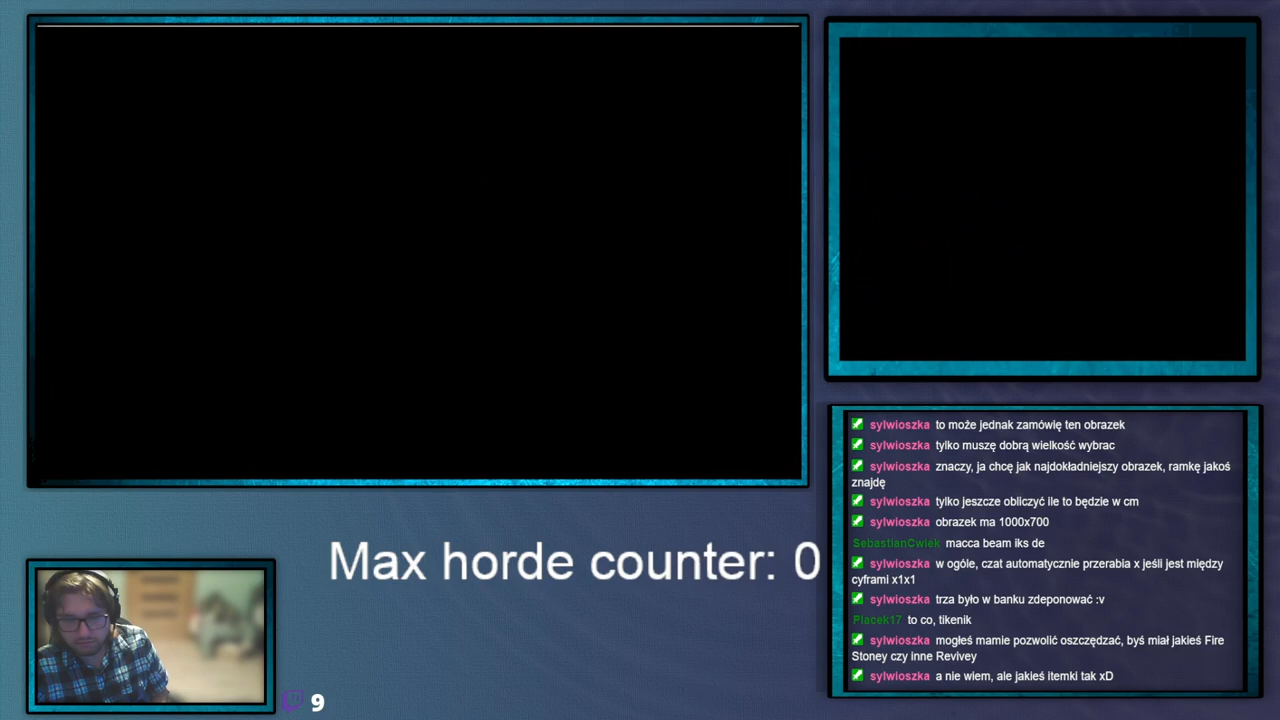 sylwioszka to może jednak zamówię ten obrazek
sylwioszka tylko muszę dobrą wielkość wybrac
sylwioszka znaczy, ja chcę jak najdokładniejszy obrazek, ramkę jakoś
znajdę
sylwioszka tylko jeszcze obliczyć ile to będzie w cm
sylwioszka obrazek ma 1000x700
SebastianCwiek macca beam iks de
sylwioszka w ogóle, czat automatycznie przerabia x jeśli jest między
cyframi x1x1
sylwioszka trza było w banku zdeponować :v
Placek17 to co, tikenik
sylwioszka mogłeś mamie pozwolić oszczędzać, byś miał jakieś Fire
Stoney czy inne Revivey
sylwioszka a nie wiem, ale jakieś itemki tak xD
Max horde counter: 0
9